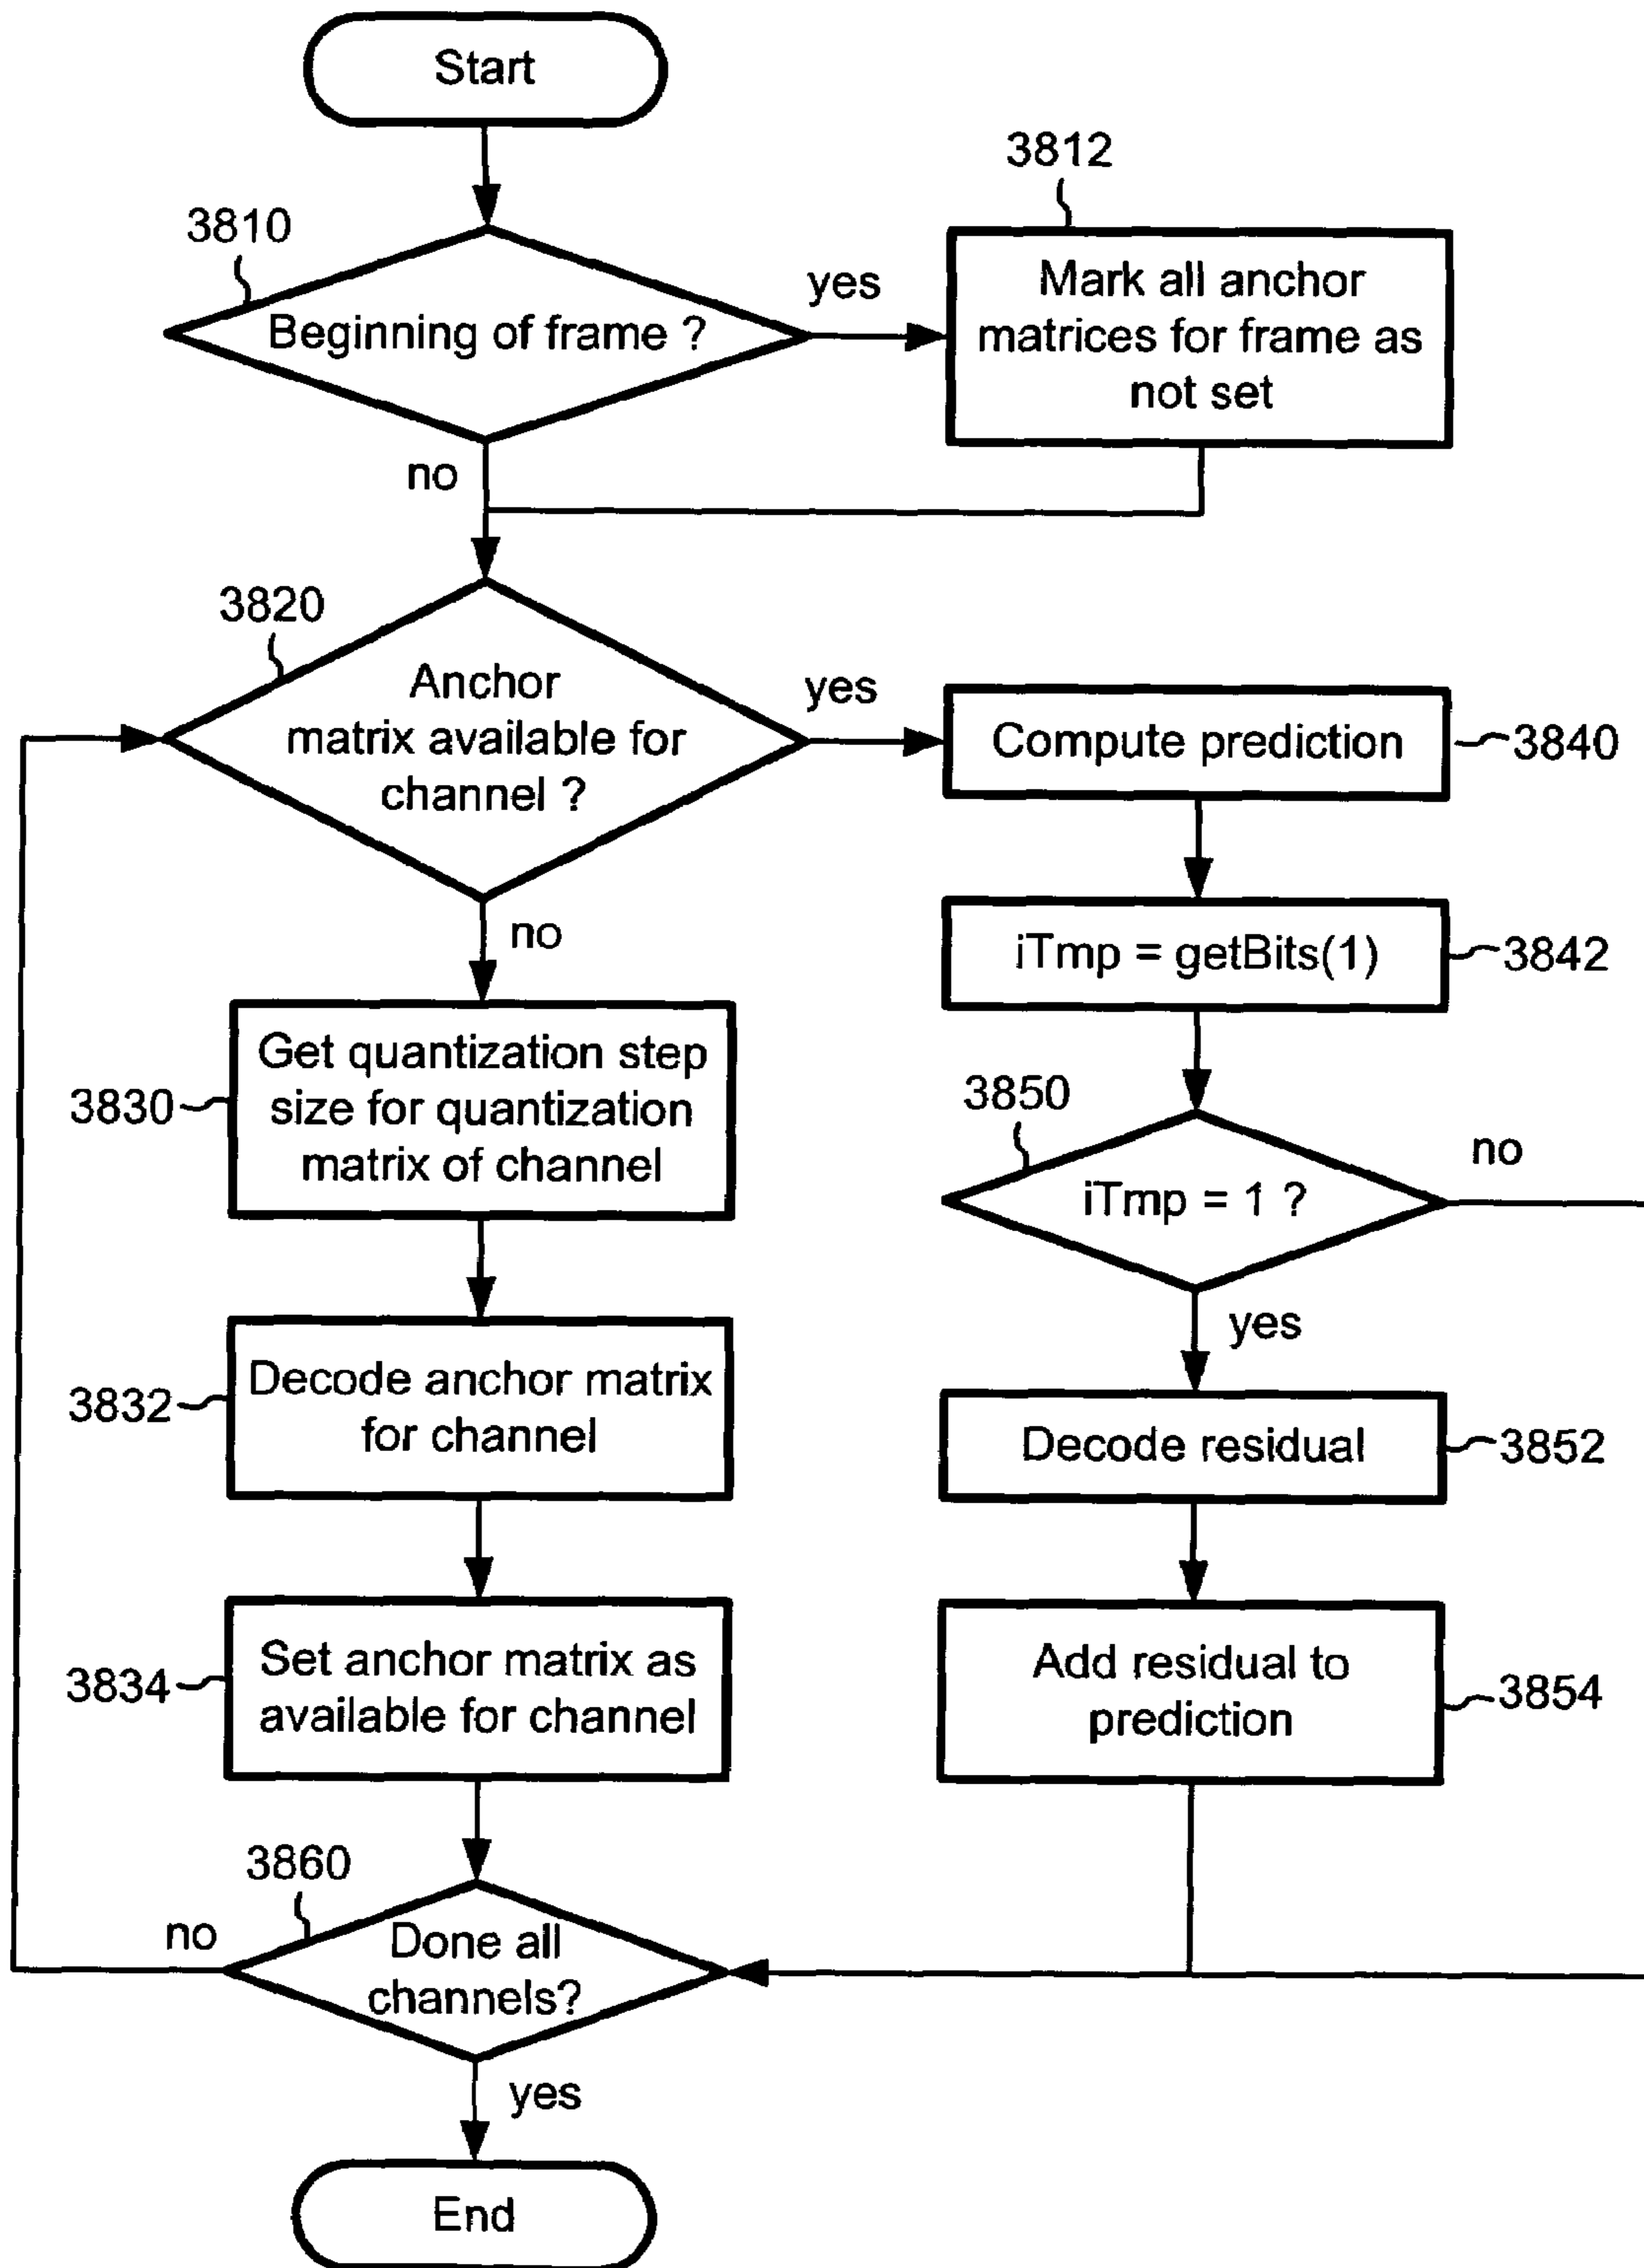 Start
3810
Beginning of frame ?
yes
3812
Mark all anchor
matrices for frame as
not set
no
3820
Anchor
matrix available for
channel ?
yes
Compute prediction
3840
no
iTmp = getBits(1)
3842
3830
Get quantization step
size for quantization
matrix of channel
3850
iTmp = 1 ?
no
yes
3832
Decode anchor matrix
for channel
Decode residual
3852
3834
Set anchor matrix as
available for channel
Add residual to
prediction
3854
3860
Done all
channels?
no
yes
End